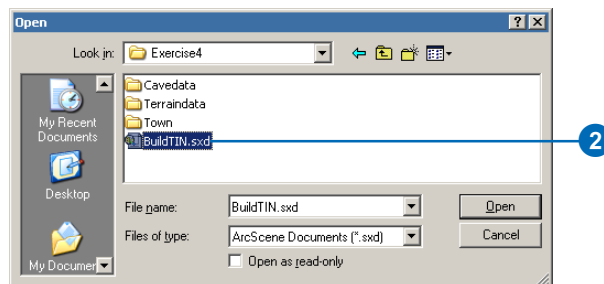 Open
Look in:
Exercise4
Cavedata
Terraindata
Town
BuildTIN.sxd
2
My Recent
Documents
Desktop
My Documen
File name:
BuildTIN.sxd
Open
Files of type:
ArcScene Documents (*.sxd)
Cancel
Open as read-only